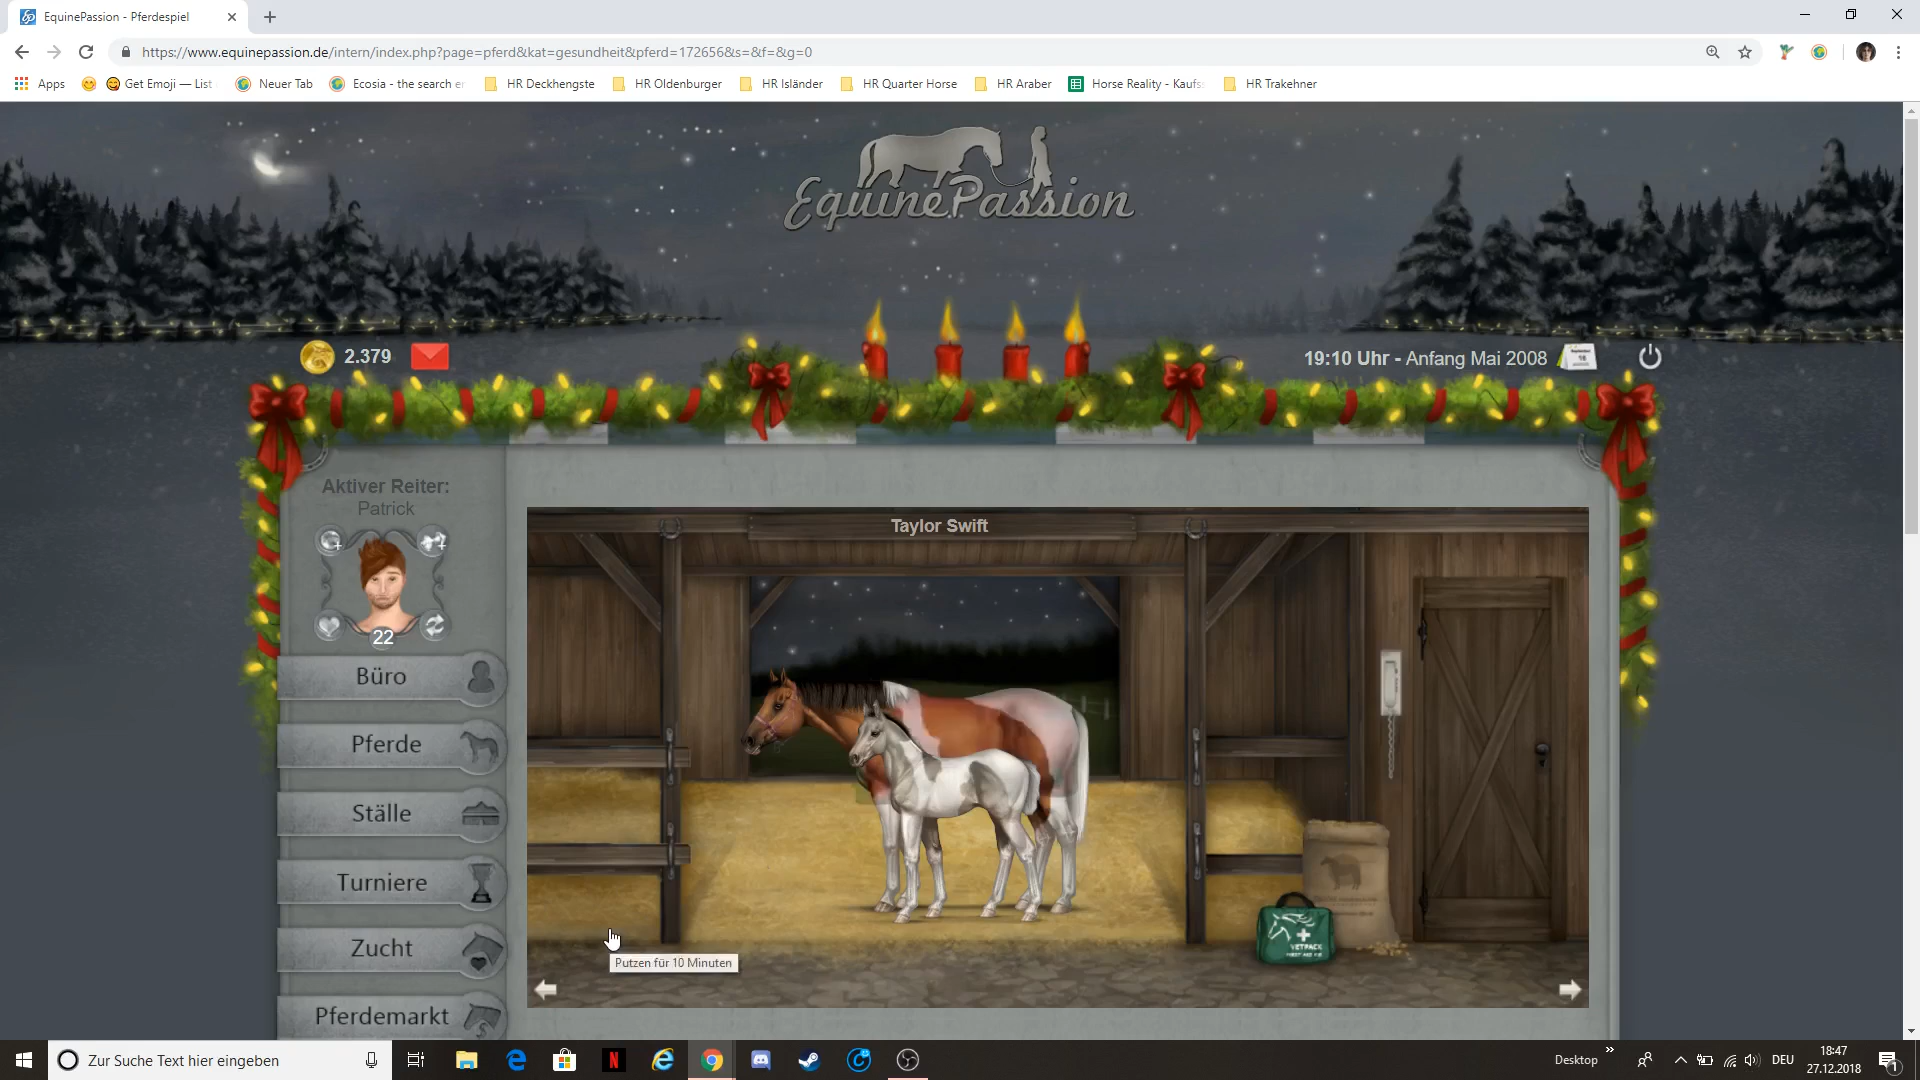 EquinePassion - Pferdespiel
https://www.equinepassion.de/intern/index.php?page=pferd&kat=gesundheit&pferd=172656&s=&f=&g=0
Apps
Get Emoji — List
Neuer Tab
Ecosia - the search e
HR Deckhengste
HR Oldenburger
HR Isländer
HR Quarter Horse
HR Araber
Horse Reality - Kaufs
HR Trakehner
EquinePassion
2.379
19:10 Uhr - Anfang Mai 2008
Aktiver Reiter:
Patrick
22
Taylor Swift
Büro
Pferde
Ställe
Turniere
Zucht
Pferdemarkt
VETPACK
Putzen für 10 Minuten
Zur Suche Text hier eingeben
Desktop
DEU
18:47
27.12.2018
1